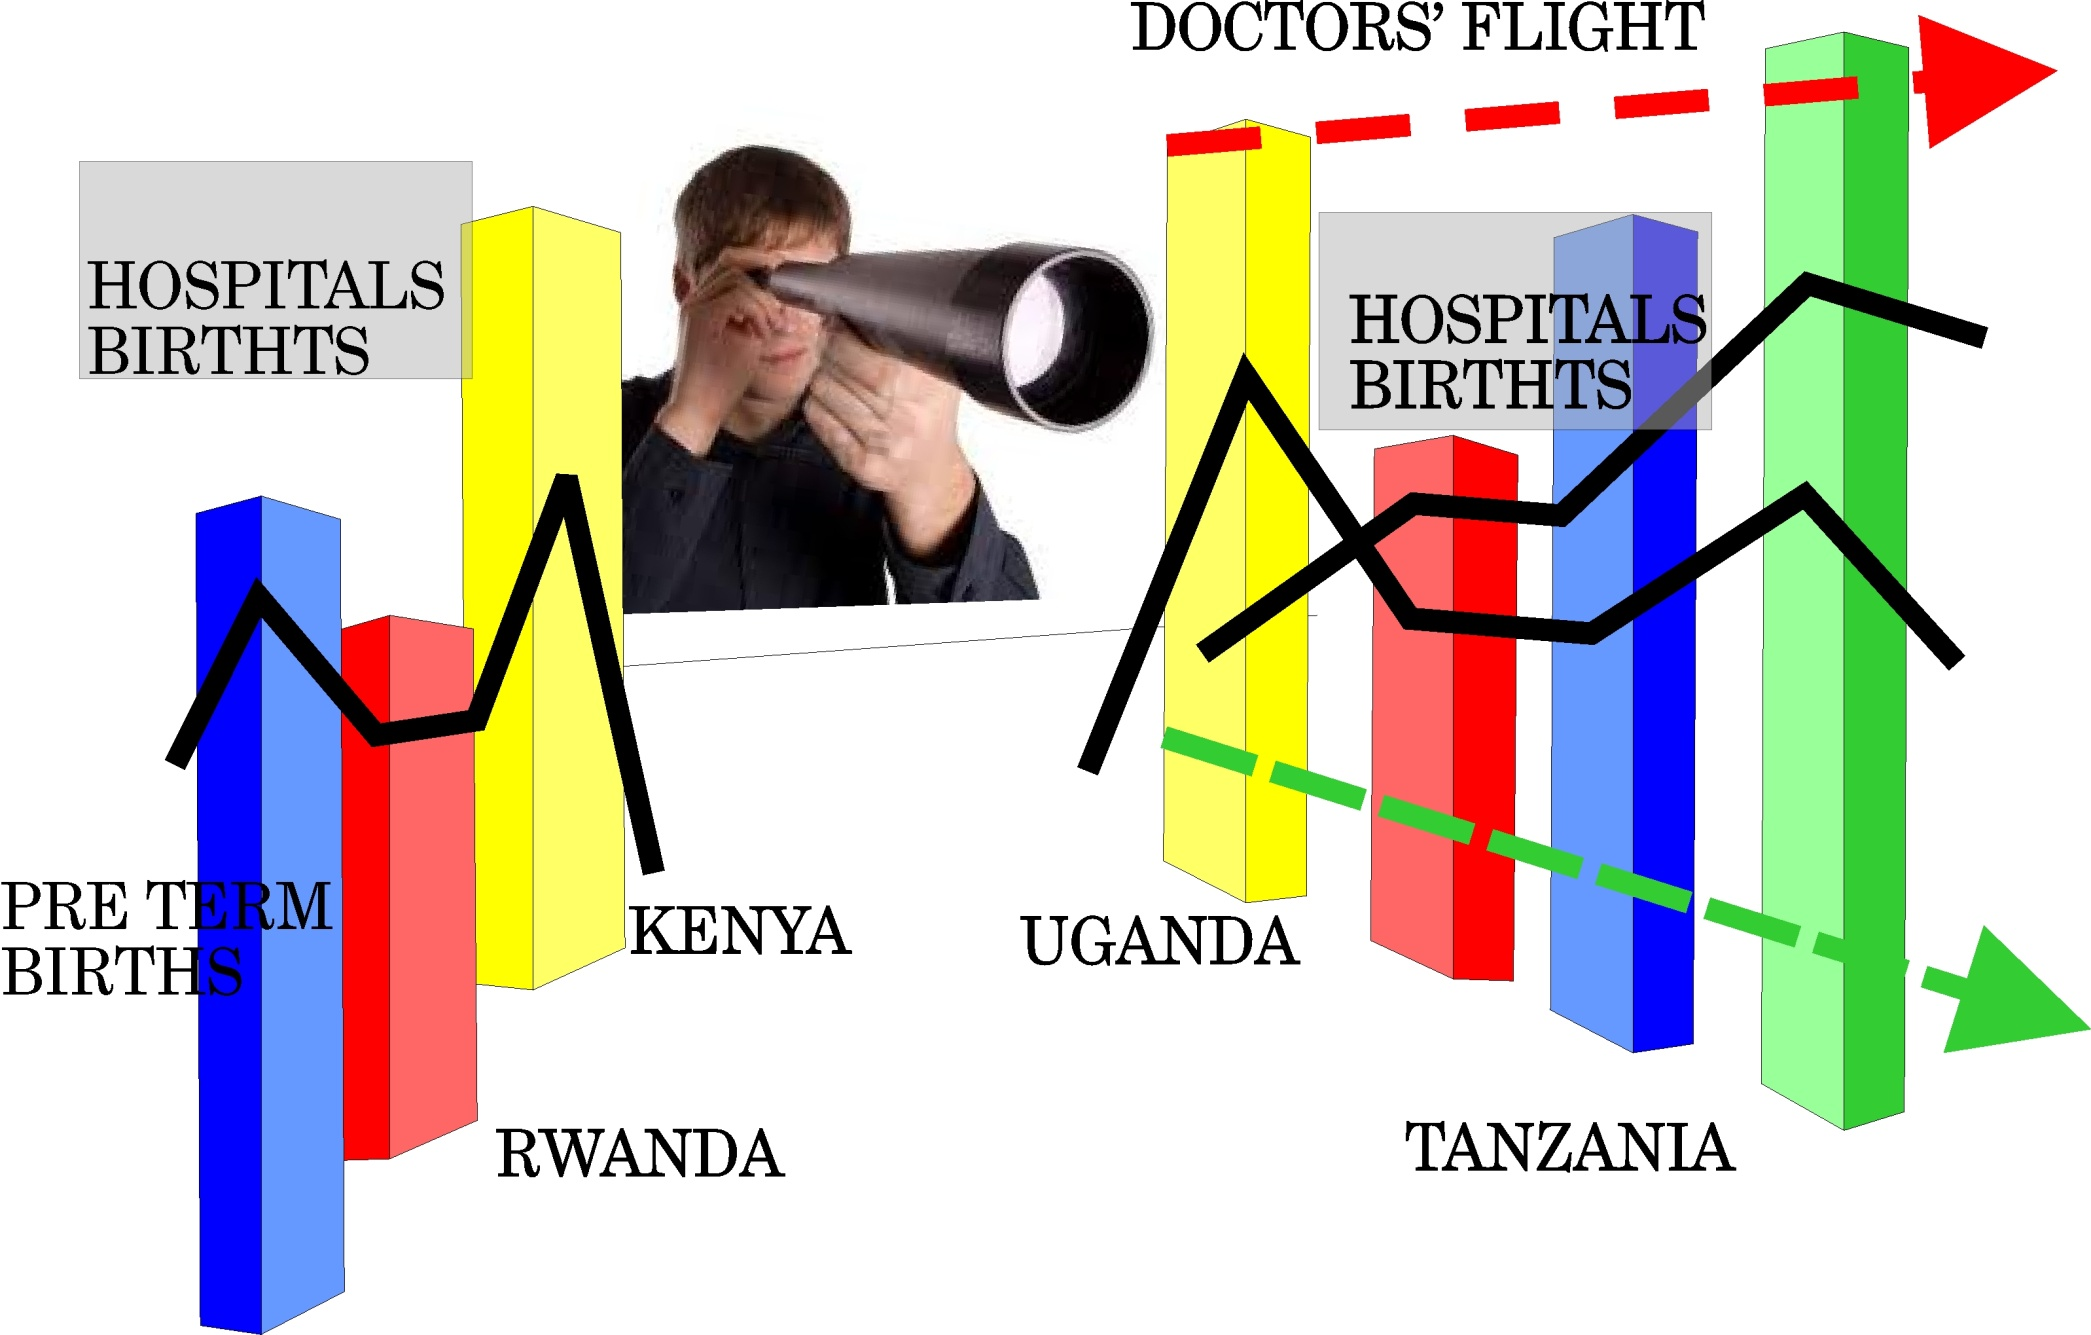 DOCTORS’ FLIGHT
HOSPITALS
BIRTHTS
HOSPITALS
BIRTHTS
PRE TERM
BIRTHS
KENYA
UGANDA
RWANDA
TANZANIA